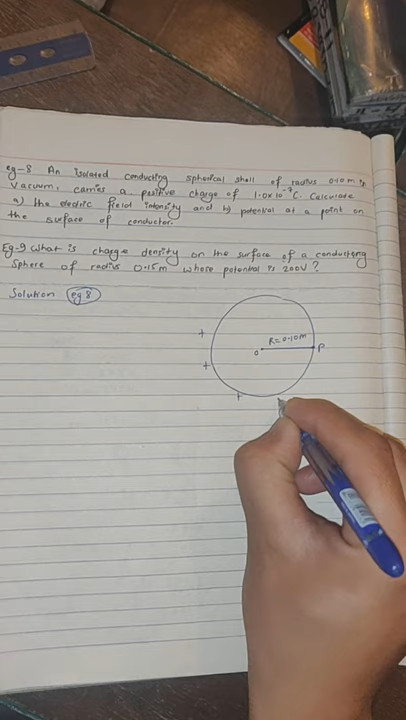 eg-8 An isolated conducting spherical shell of radius 0.10 m in
vacuum, carries a positive charge of 1.0x10⁻⁷C. Calculate
a) the electric field intensity and b) potential at a point on
the surface of conductor.
Eg-9 What is charge density on the surface of a conducting
Sphere of radius 0.15m whose potential is 200V?
Solution eg 8
+
R=0.10m
o
P
+
+